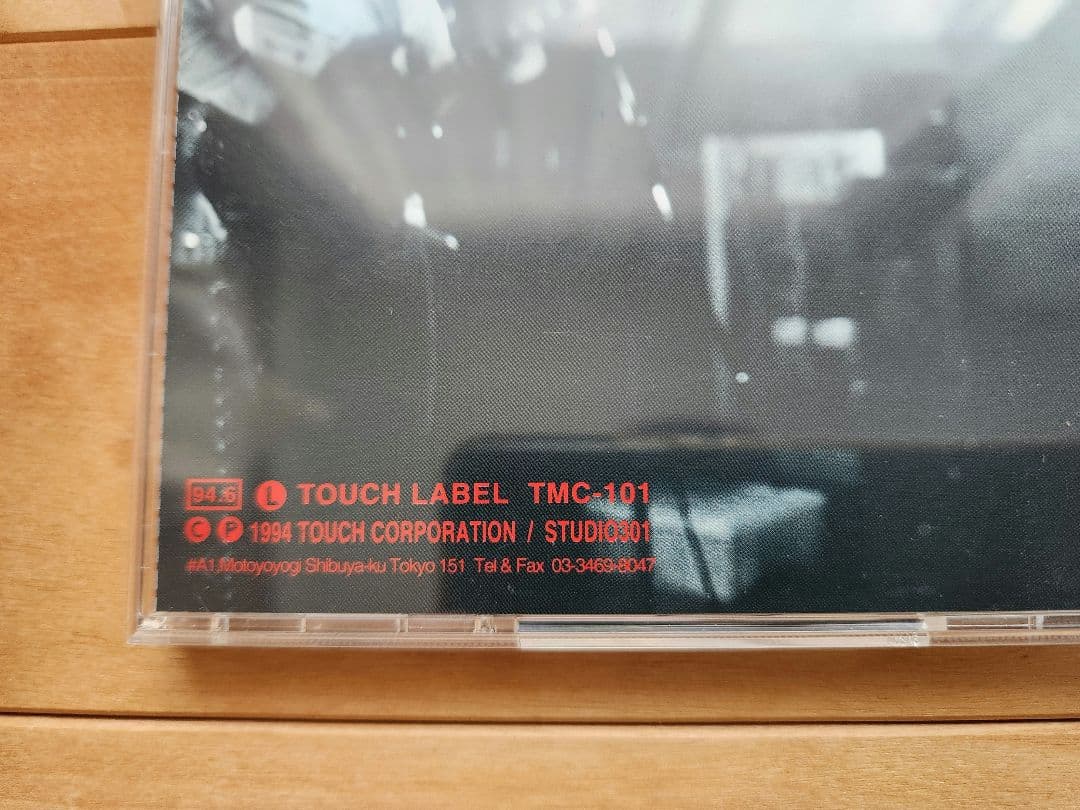 94.6 L TOUCH LABEL TMC-101
C P 1994 TOUCH CORPORATION / STUDIO301
#A1,Motoyoyogi Shibuya-ku Tokyo 151 Tel & Fax 03-3469-8047